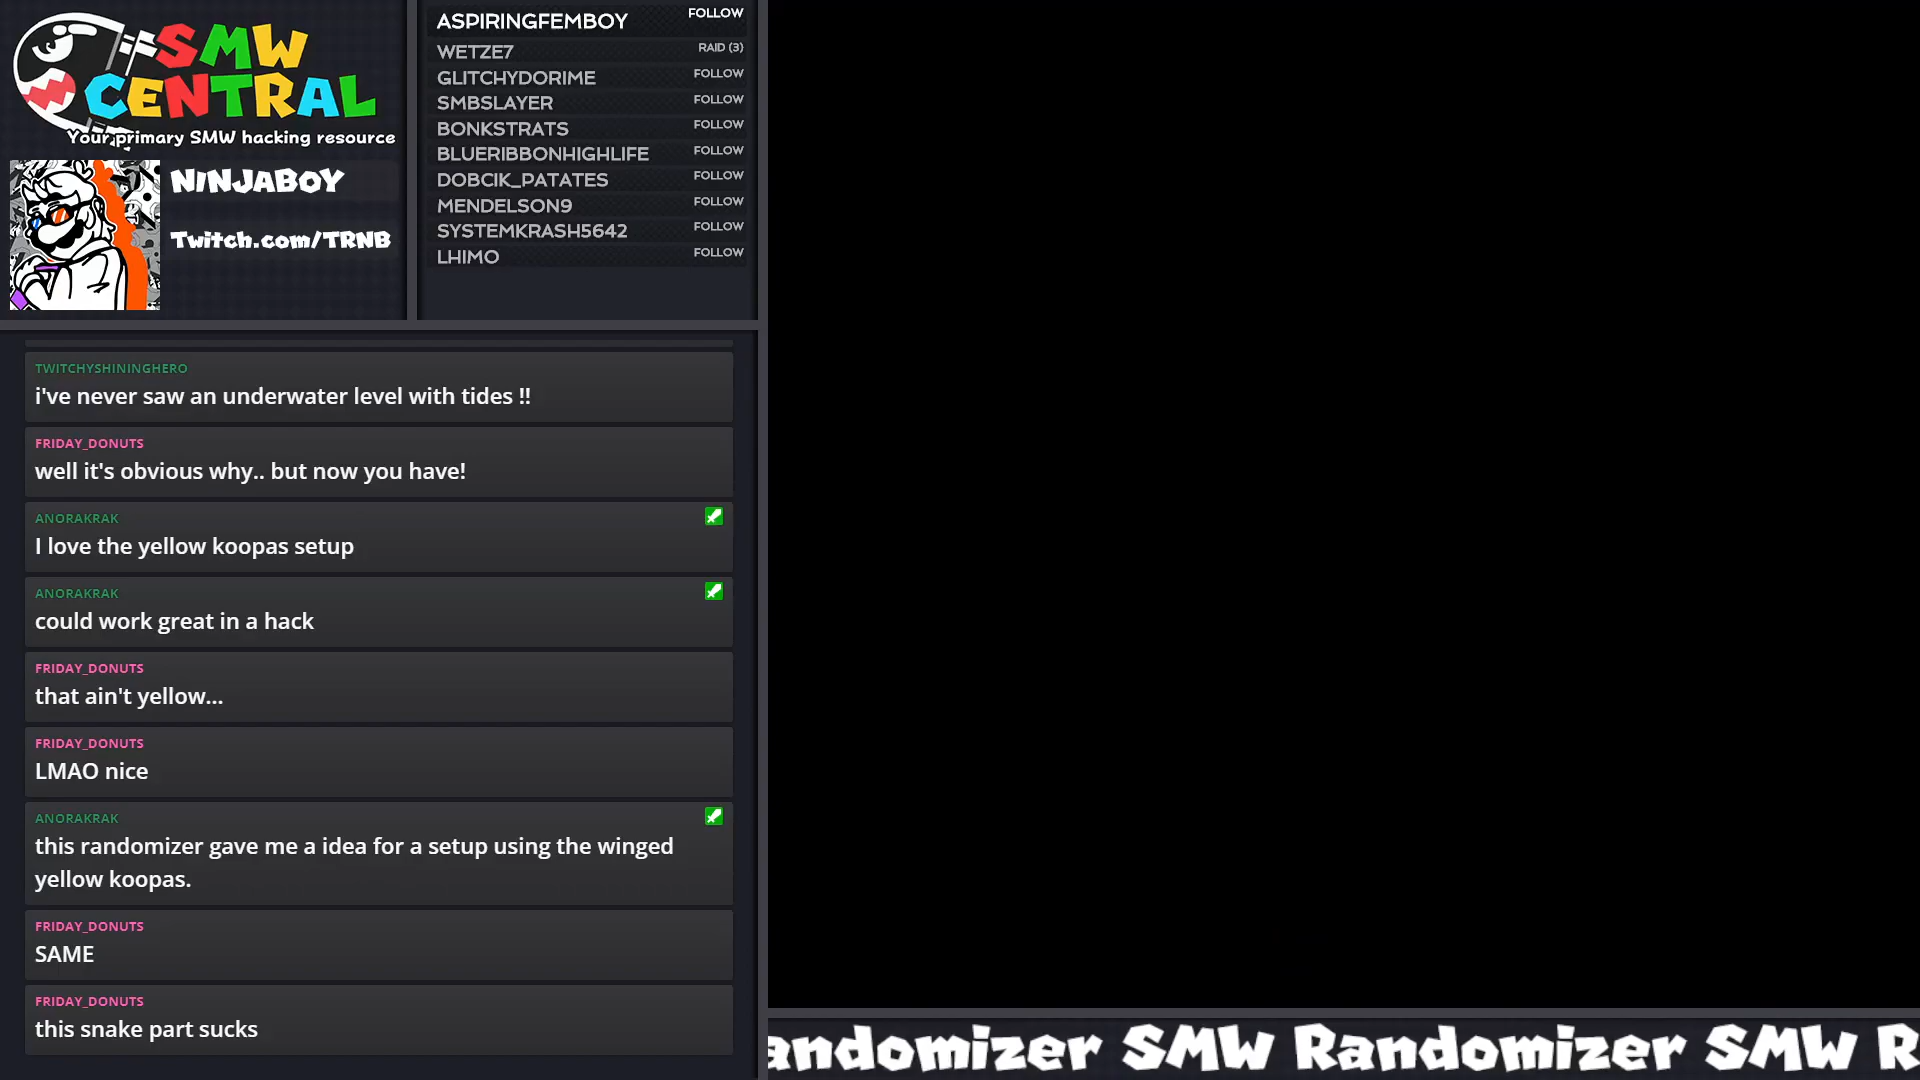 SMW
CENTRAL
Your primary SMW hacking resource
NINJABOY
Twitch.com/TRNB
ASPIRINGFEMBOY FOLLOW
WETZE7 RAID (3)
GLITCHYDORIME FOLLOW
SMBSLAYER FOLLOW
BONKSTRATS FOLLOW
BLUERIBBONHIGHLIFE FOLLOW
DOBCIK_PATATES FOLLOW
MENDELSON9 FOLLOW
SYSTEMKRASH5642 FOLLOW
LHIMO FOLLOW
TWITCHYSHININGHERO
i've never saw an underwater level with tides !!
FRIDAY_DONUTS
well it's obvious why.. but now you have!
ANORAKRAK
I love the yellow koopas setup
ANORAKRAK
could work great in a hack
FRIDAY_DONUTS
that ain't yellow...
FRIDAY_DONUTS
LMAO nice
ANORAKRAK
this randomizer gave me a idea for a setup using the winged
yellow koopas.
FRIDAY_DONUTS
SAME
FRIDAY_DONUTS
this snake part sucks
andomizer SMW Randomizer SMW R